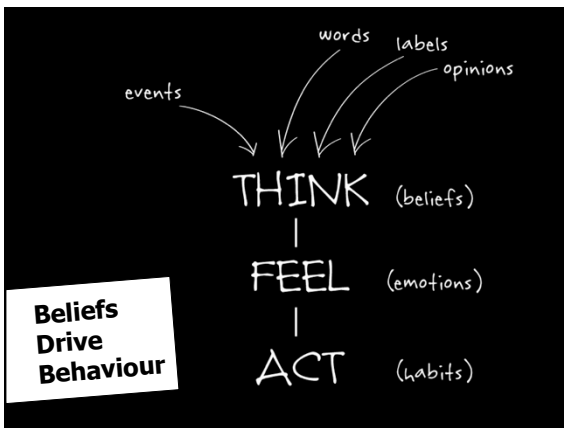 words
labels
opinions
events
THINK (beliefs)
FEEL (emotions)
ACT (habits)
Beliefs
Drive
Behaviour